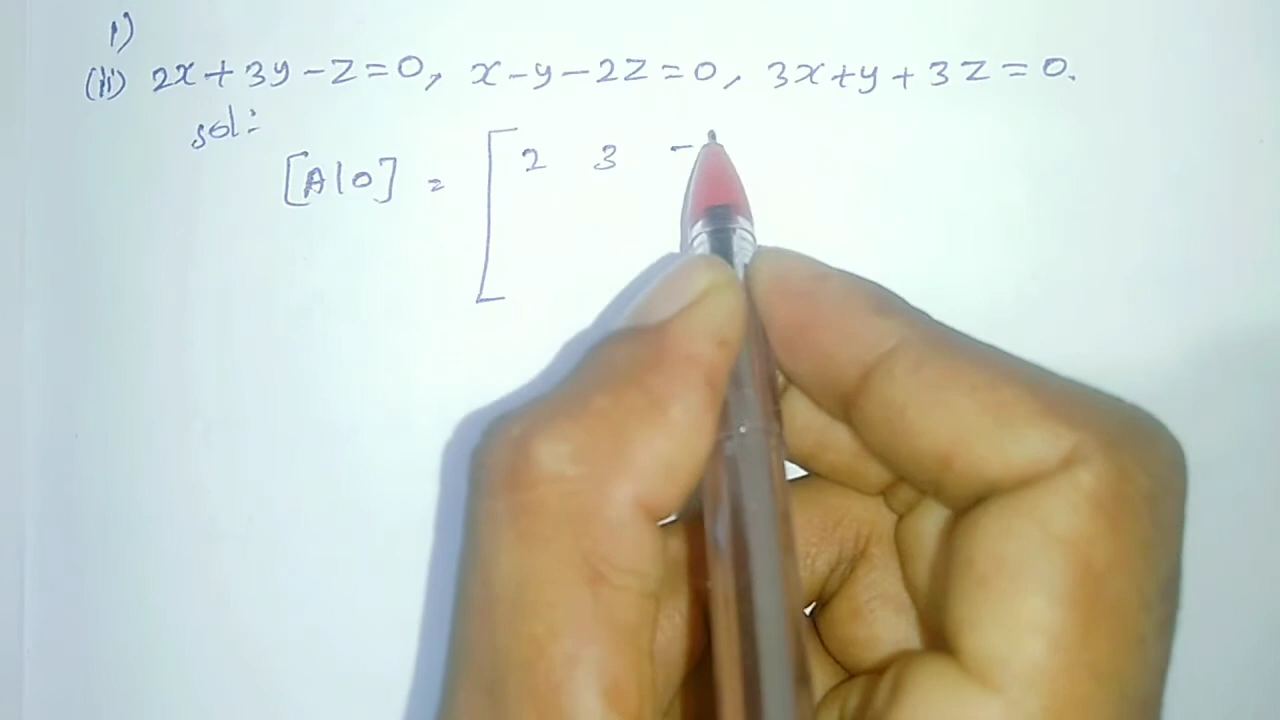 1)
(ii) 2x+3y-z=0, x-y-2z=0, 3x+y+3z=0.
sol:
[A|0] = [ 2 3 -